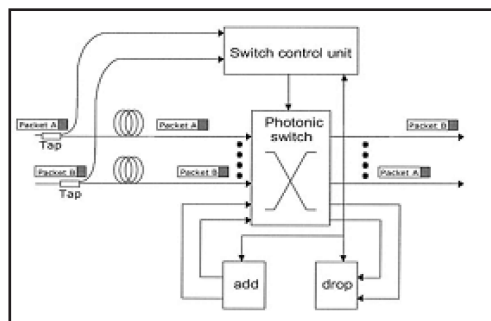 Switch control unit
Packet A
Tap
Packet A
Photonic
switch
Packet B
Packet B
Tap
Packet B
Packet A
add
drop